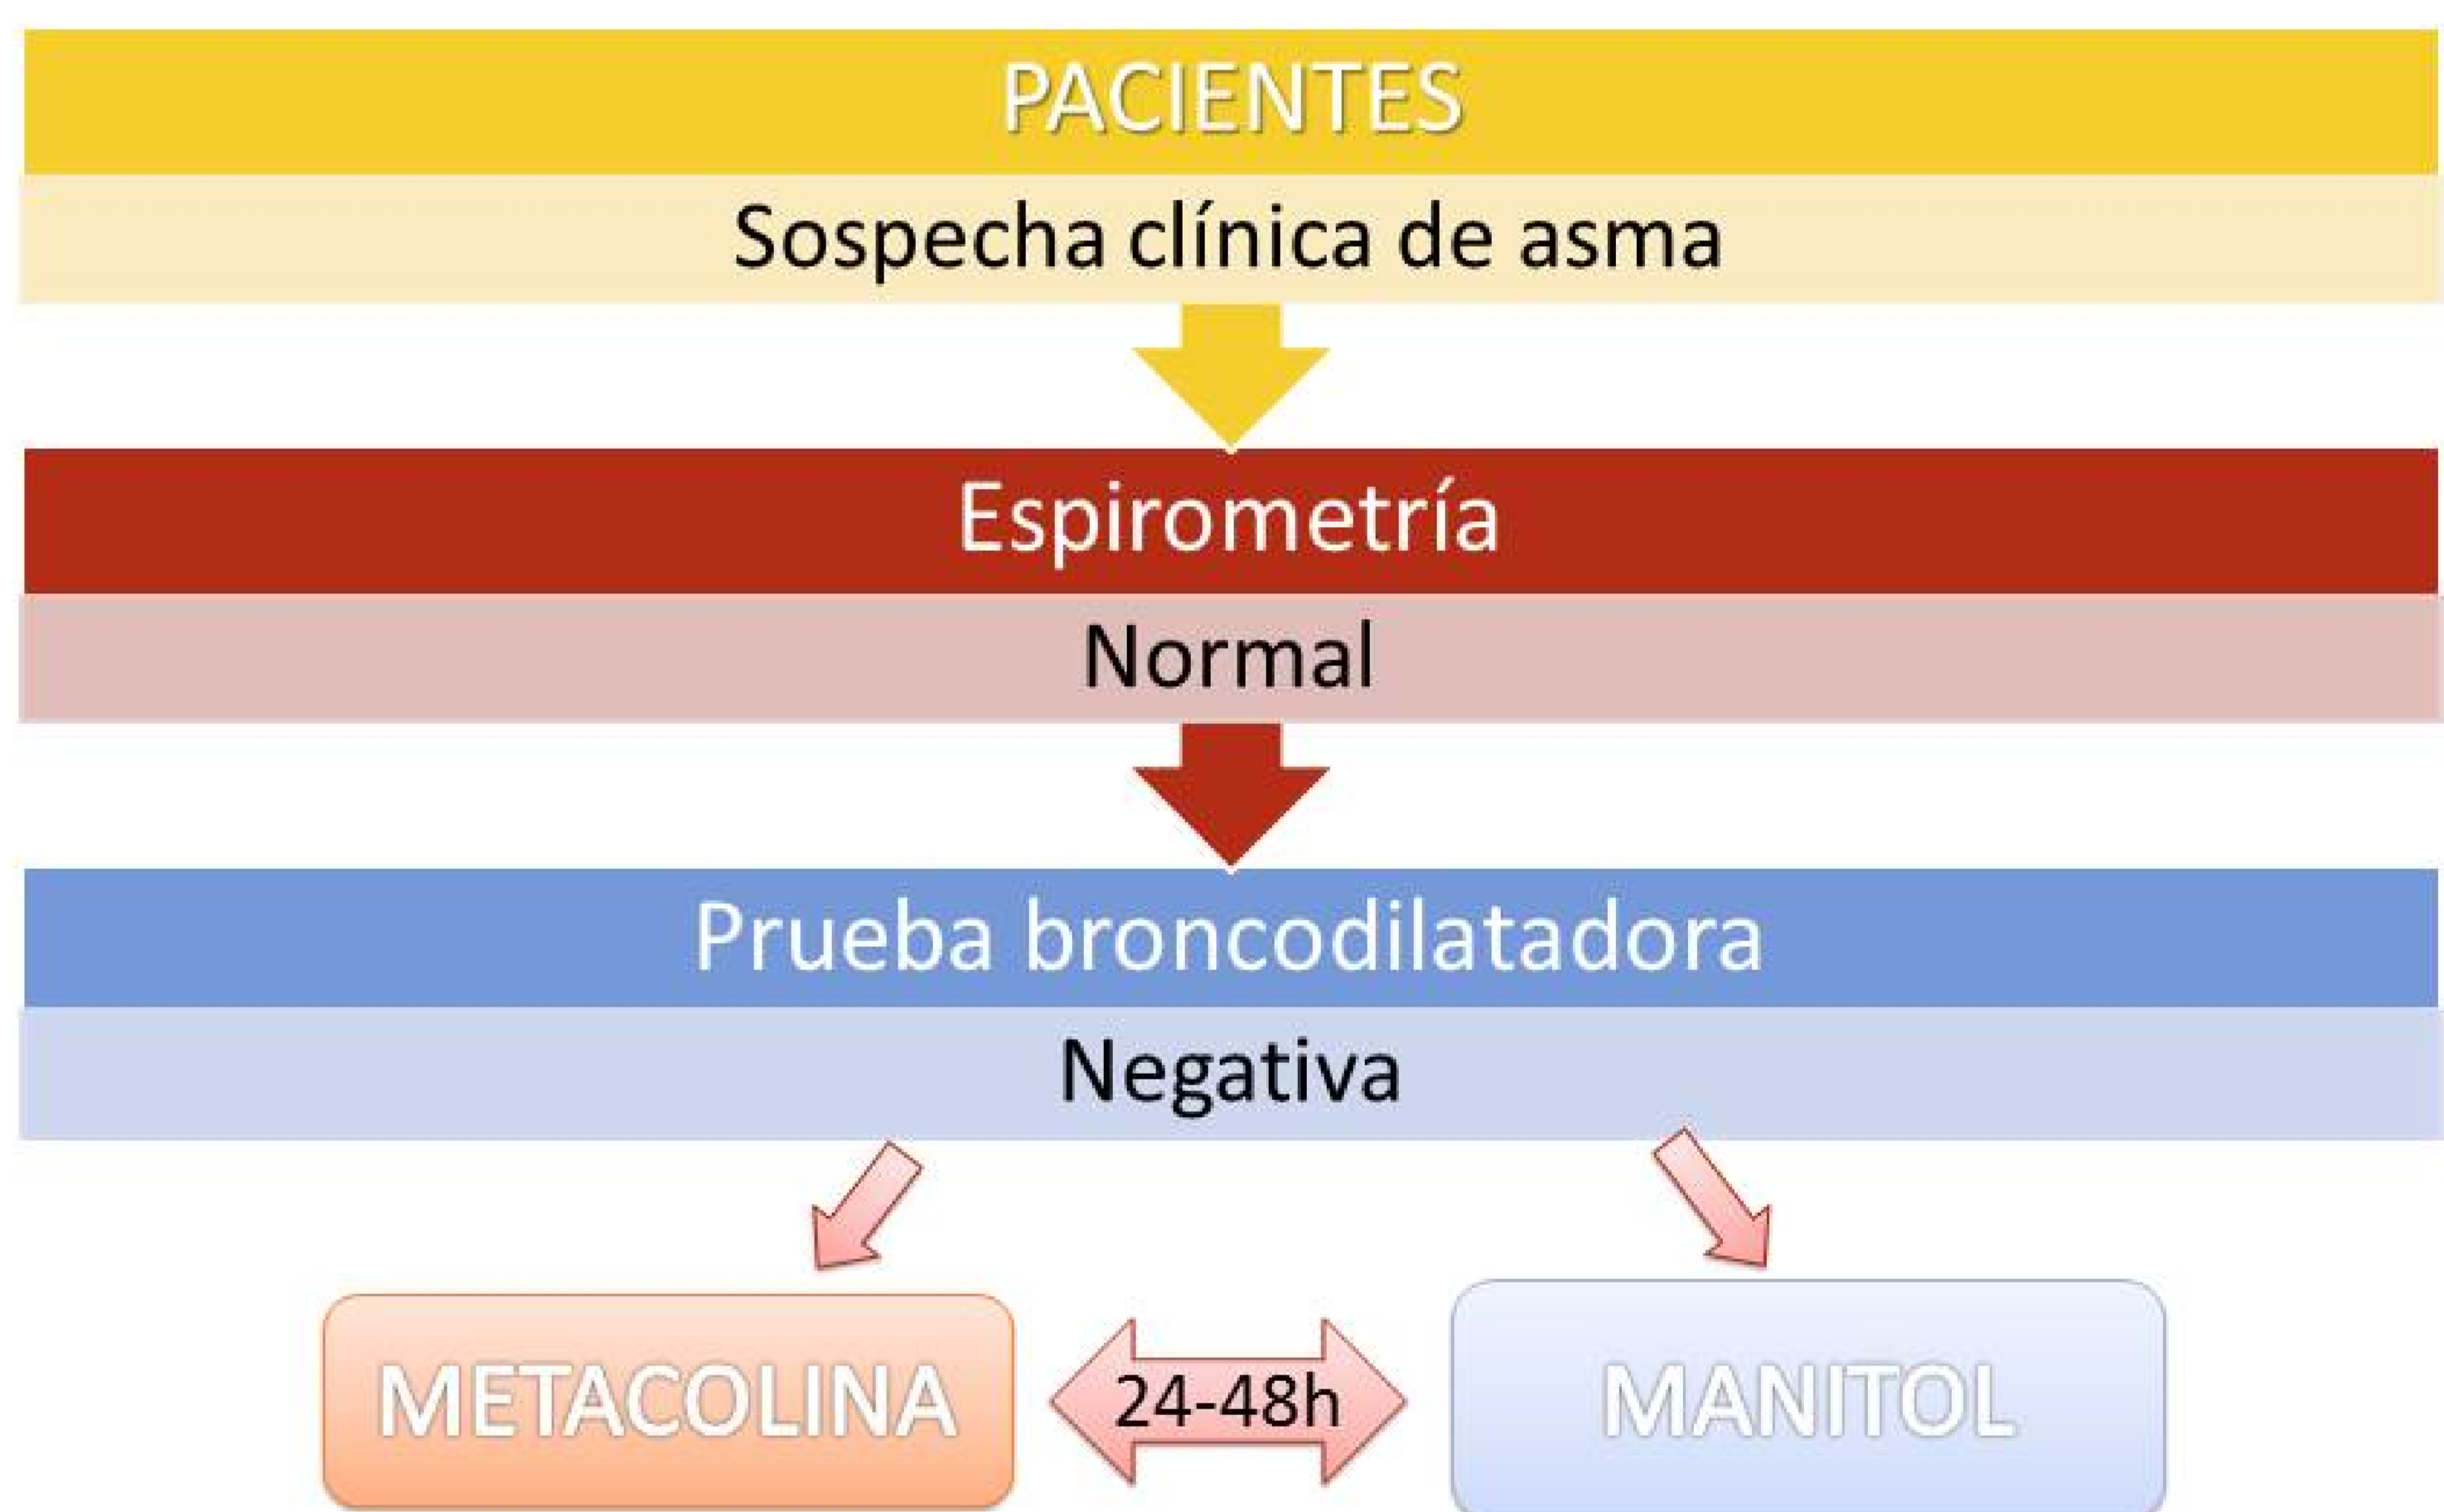 PACIENTES
Sospecha clínica de asma
Espirometría
Normal
Prueba broncodilatadora
Negativa
METACOLINA
24-48h
MANITOL